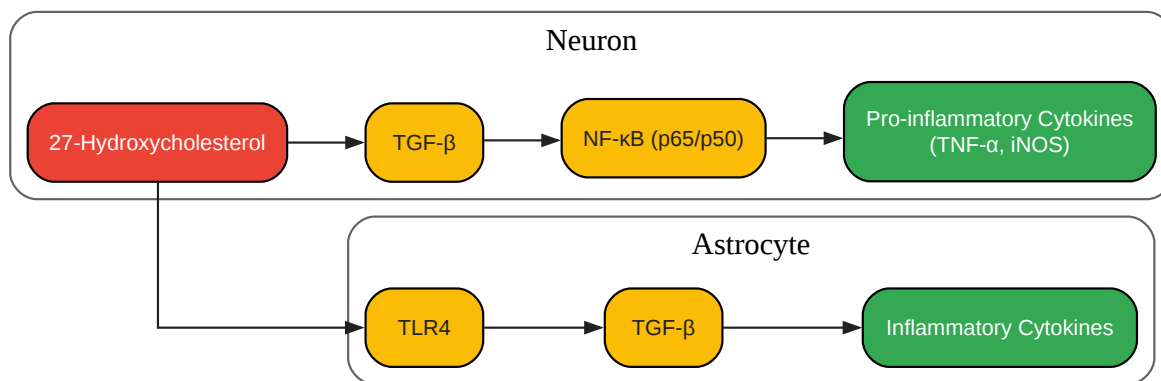 Neuron
27-Hydroxycholesterol
TGF-β
NF-κB (p65/p50)
Pro-inflammatory Cytokines
(TNF-α, iNOS)
Astrocyte
TLR4
TGF-β
Inflammatory Cytokines